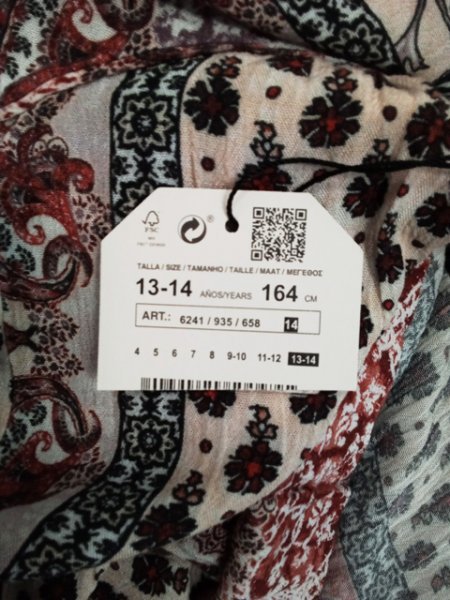 FSC
®
TALLA / SIZE / TAMANHO / TAILLE / MAAT / ΜΕΓΕΘΟΣ
13-14 AÑOS/YEARS 164 CM
ART.: 6241 / 935 / 658 14
4 5 6 7 8 9-10 11-12 13-14